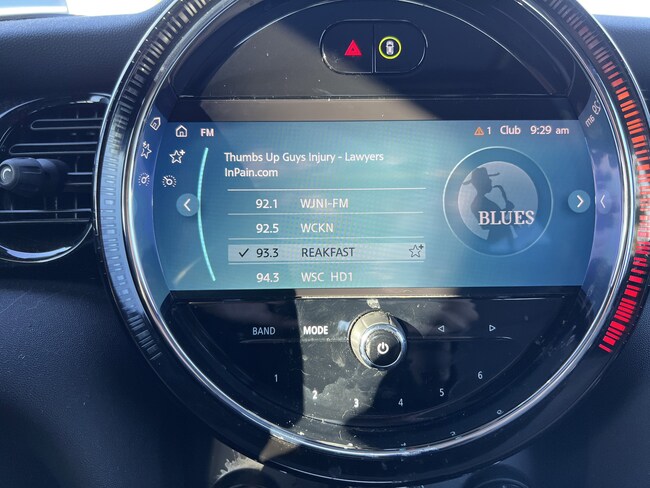 FM
1 Club 9:29 am
Thumbs Up Guys Injury - Lawyers
InPain.com
92.1 WJNI-FM
92.5 WCKN
93.3 REAKFAST
94.3 WSC HD1
BLUES
BAND MODE
1 2 3 4 5 6